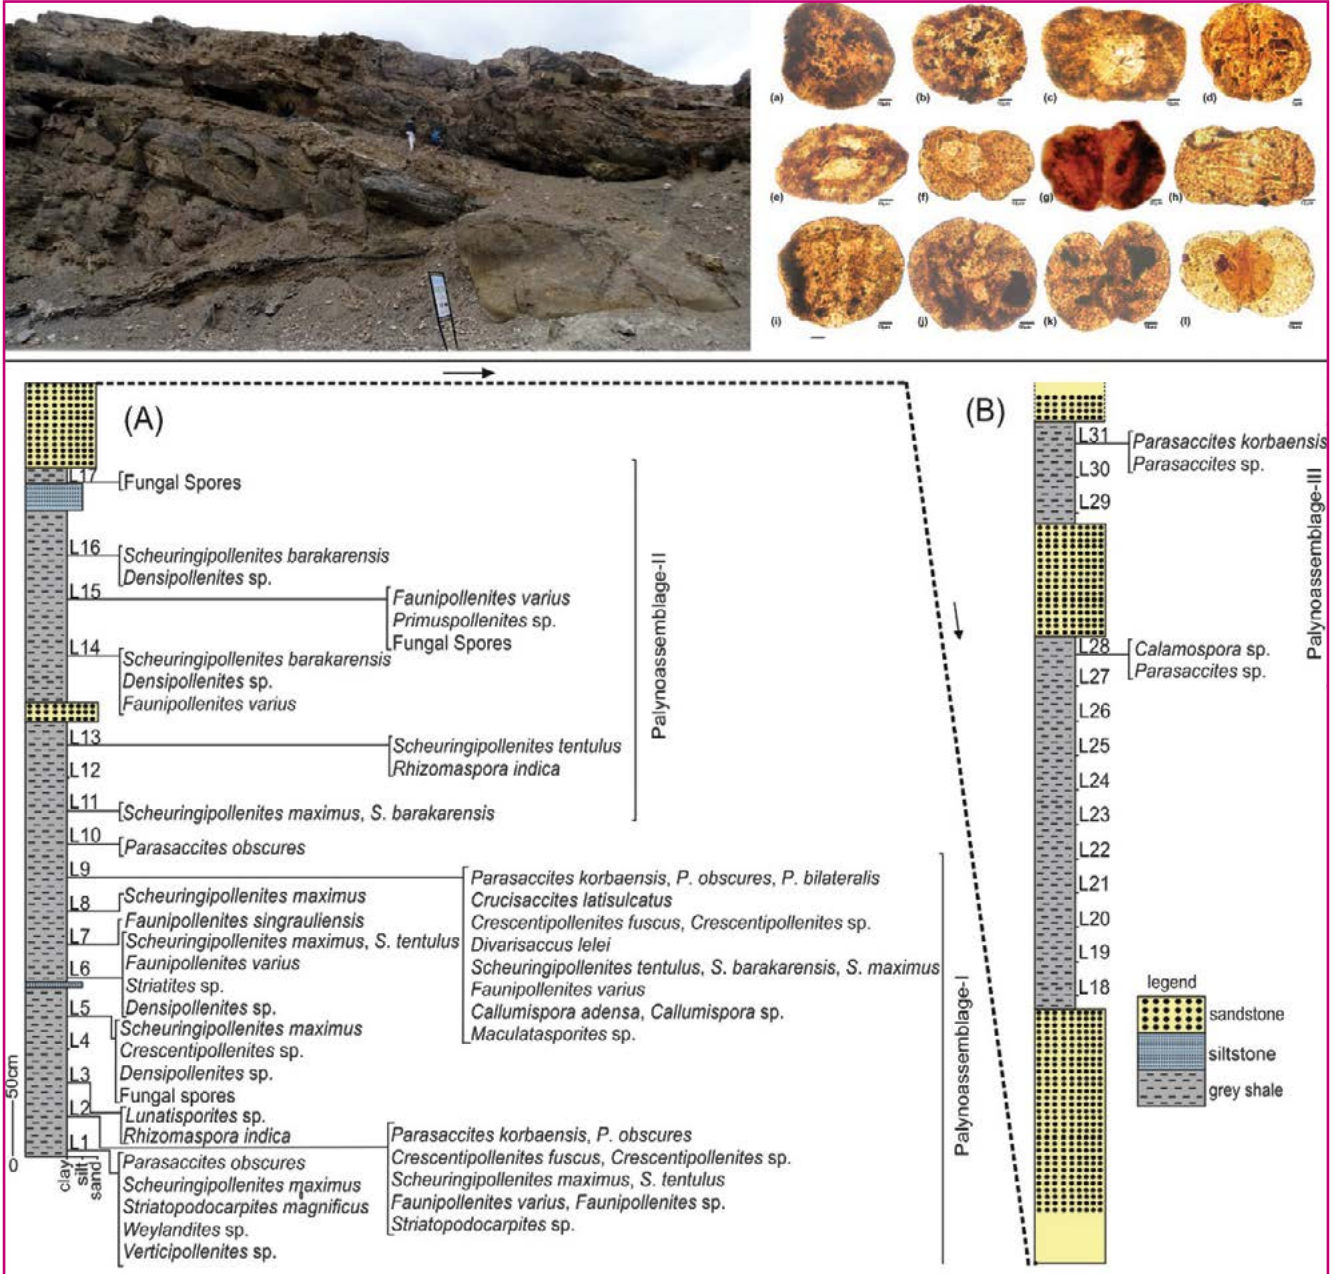 (a)
(b)
(c)
(d)
(e)
(f)
(g)
(h)
(i)
(j)
(k)
(l)
(A)
L17
Fungal Spores
L16
Scheuringipollenites barakarensis
Densipollenites sp.
L15
Faunipollenites varius
Primuspollenites sp.
Fungal Spores
L14
Scheuringipollenites barakarensis
Densipollenites sp.
Faunipollenites varius
L13
Scheuringipollenites tentulus
Rhizomaspora indica
L12
L11
Scheuringipollenites maximus, S. barakarensis
Palynoassemblage-II
L10
Parasaccites obscures
L9
Parasaccites korbaensis, P. obscures, P. bilateralis
Crucisaccites latisulcatus
Crescentipollenites fuscus, Crescentipollenites sp.
Divarisaccus lelei
Scheuringipollenites tentulus, S. barakarensis, S. maximus
Faunipollenites varius
Callumispora adensa, Callumispora sp.
Maculatasporites sp.
L8
Scheuringipollenites maximus
L7
Faunipollenites singrauliensis
L6
Scheuringipollenites maximus, S. tentulus
Faunipollenites varius
Striatites sp.
Densipollenites sp.
L5
Scheuringipollenites maximus
Crescentipollenites sp.
Densipollenites sp.
Fungal spores
L4
L3
Lunatisporites sp.
Rhizomaspora indica
L2
Parasaccites korbaensis, P. obscures
Crescentipollenites fuscus, Crescentipollenites sp.
Scheuringipollenites maximus, S. tentulus
Faunipollenites varius, Faunipollenites sp.
Striatopodocarpites sp.
L1
Parasaccites obscures
Scheuringipollenites maximus
Striatopodocarpites magnificus
Weylandites sp.
Verticipollenites sp.
Palynoassemblage-I
50cm
0
clay
silt
sand
(B)
L31
Parasaccites korbaensis
Parasaccites sp.
L30
L29
L28
Calamospora sp.
Parasaccites sp.
L27
L26
L25
L24
L23
L22
L21
L20
L19
L18
Palynoassemblage-III
legend
sandstone
siltstone
grey shale